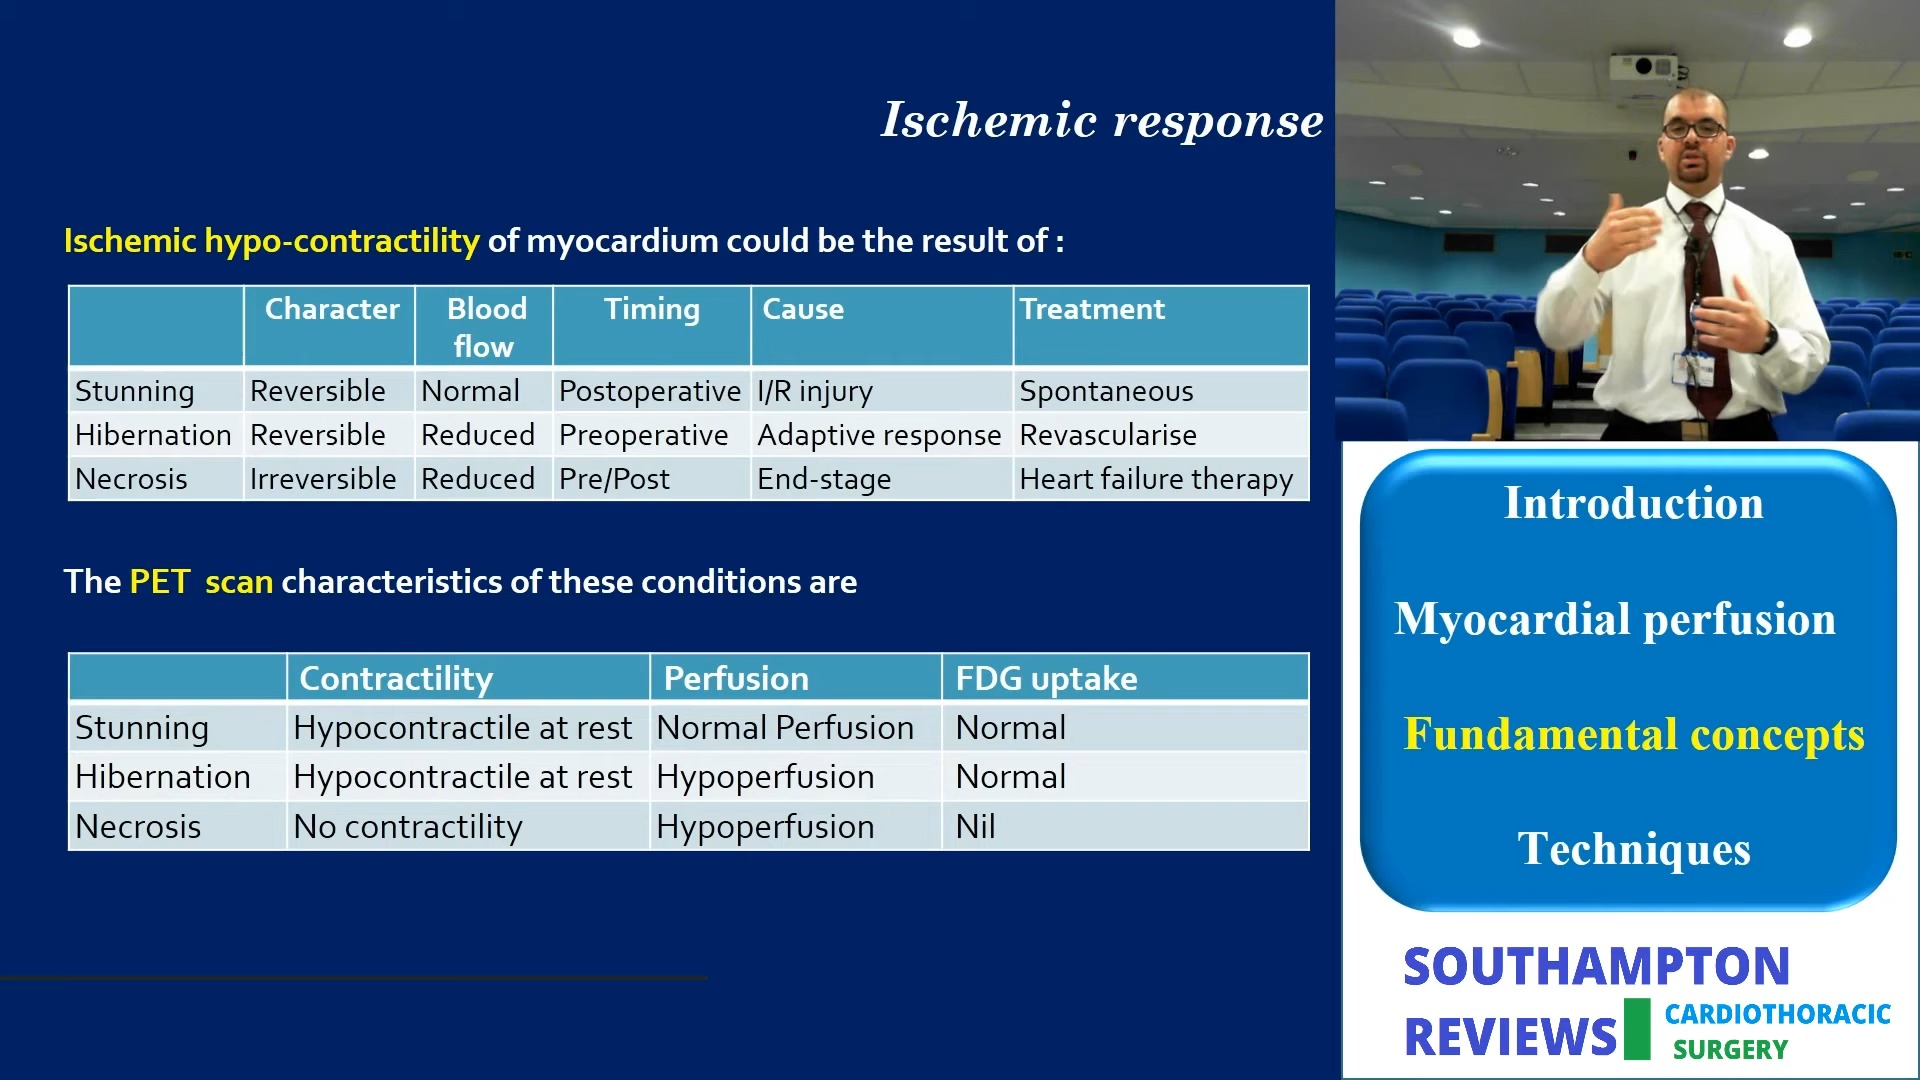 Ischemic response
Ischemic hypo-contractility of myocardium could be the result of :
Character Blood flow Timing Cause Treatment
Stunning Reversible Normal Postoperative I/R injury Spontaneous
Hibernation Reversible Reduced Preoperative Adaptive response Revascularise
Necrosis Irreversible Reduced Pre/Post End-stage Heart failure therapy
The PET scan characteristics of these conditions are
Contractility Perfusion FDG uptake
Stunning Hypocontractile at rest Normal Perfusion Normal
Hibernation Hypocontractile at rest Hypoperfusion Normal
Necrosis No contractility Hypoperfusion Nil
Introduction
Myocardial perfusion
Fundamental concepts
Techniques
SOUTHAMPTON
REVIEWS CARDIOTHORACIC
SURGERY